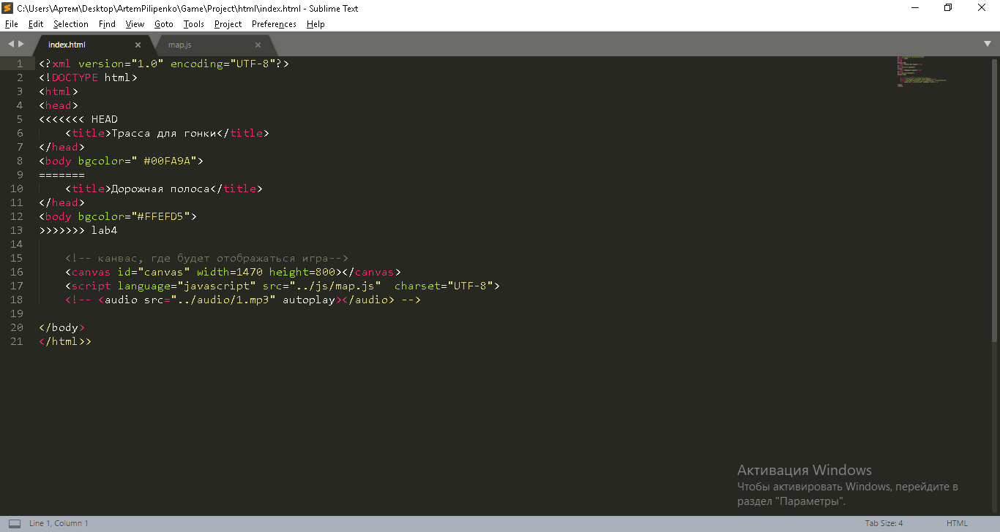 C:\Users\Артем\Desktop\ArtemPilipenko\Game\Project\html\index.html - Sublime Text
File Edit Selection Find View Goto Tools Project Preferences Help
index.html × map.js ×
1 <?xml version="1.0" encoding="UTF-8"?>
2 <!DOCTYPE html>
3 <html>
4 <head>
5 <<<<<<< HEAD
6     <title>Трасса для гонки</title>
7 </head>
8 <body bgcolor=" #00FA9A">
9 =======
10     <title>Дорожная полоса</title>
11 </head>
12 <body bgcolor="#FFEFD5">
13 >>>>>>> lab4
14
15     <!-- канвас, где будет отображаться игра-->
16     <canvas id="canvas" width=1470 height=800></canvas>
17     <script language="javascript" src="../js/map.js"  charset="UTF-8">
18     <!-- <audio src="../audio/1.mp3" autoplay></audio> -->
19
20 </body>
21 </html>>
Активация Windows
Чтобы активировать Windows, перейдите в
раздел "Параметры".
Line 1, Column 1 Tab Size: 4 HTML